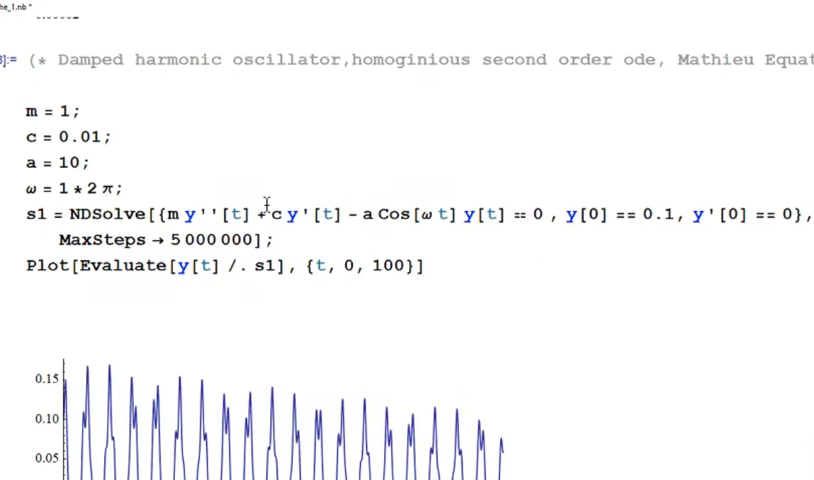 he_1.nb *
]:= (* Damped harmonic oscillator,homoginious second order ode, Mathieu Equat
m = 1;
c = 0.01;
a = 10;
ω = 1 * 2 π;
s1 = NDSolve[{m y''[t] + c y'[t] - a Cos[ω t] y[t] == 0 , y[0] == 0.1, y'[0] == 0},
MaxSteps → 5 000 000];
Plot[Evaluate[y[t] /. s1], {t, 0, 100}]
0.15
0.10
0.05